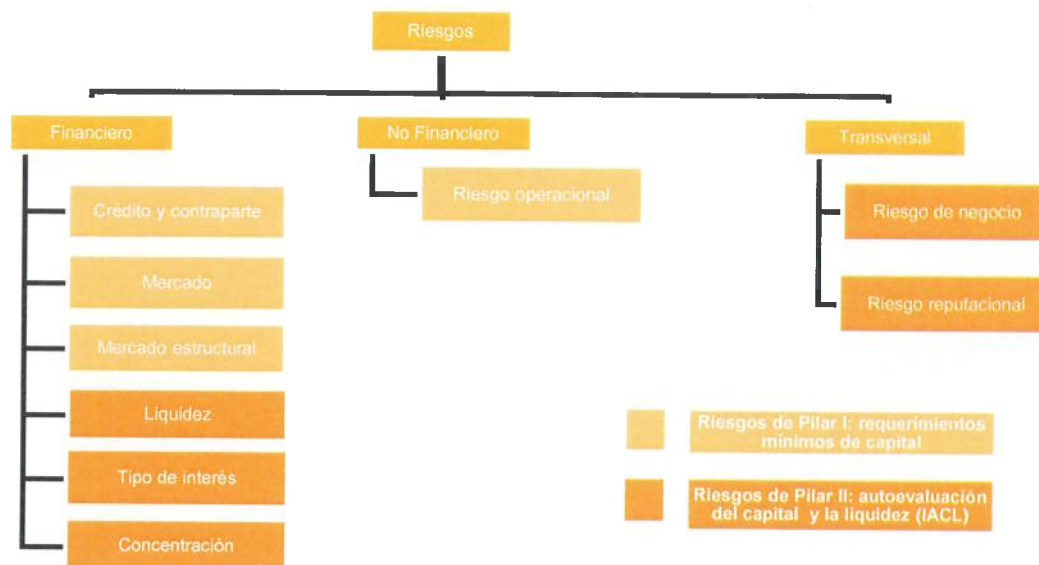 Riesgos
Financiero
No Financiero
Transversal
Crédito y contraparte
Mercado
Mercado estructural
Liquidez
Tipo de interés
Concentración
Riesgo operacional
Riesgo de negocio
Riesgo reputacional
Riesgos de Pilar I: requerimientos
mínimos de capital
Riesgos de Pilar II: autoevaluación
del capital y la liquidez (IACL)